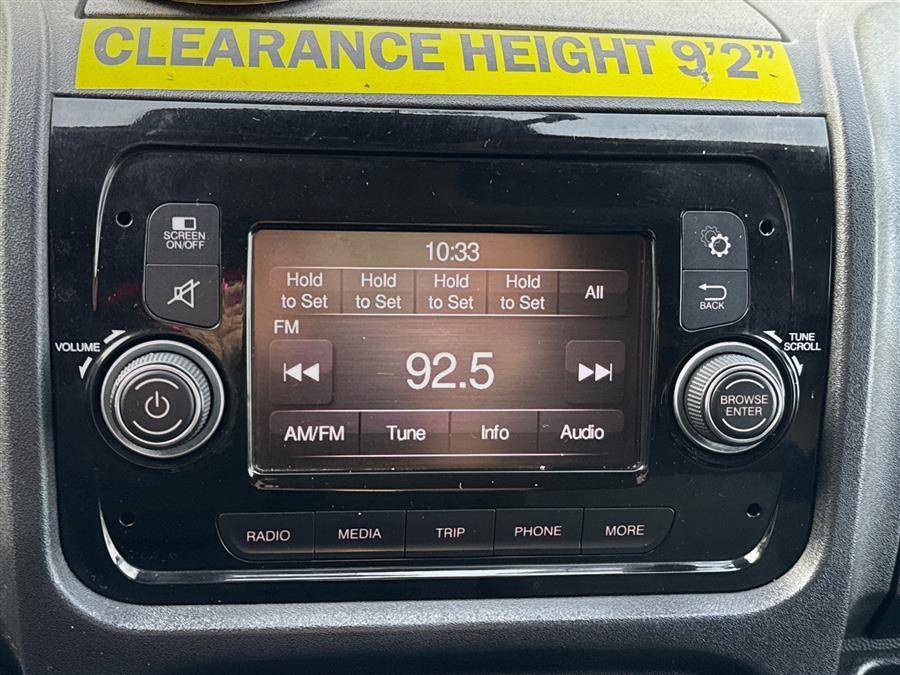 CLEARANCE HEIGHT 9'2"
SCREEN
ON/OFF
10:33
Hold
to Set
Hold
to Set
Hold
to Set
Hold
to Set
All
BACK
FM
VOLUME
TUNE
SCROLL
92.5
BROWSE
ENTER
AM/FM
Tune
Info
Audio
RADIO
MEDIA
TRIP
PHONE
MORE